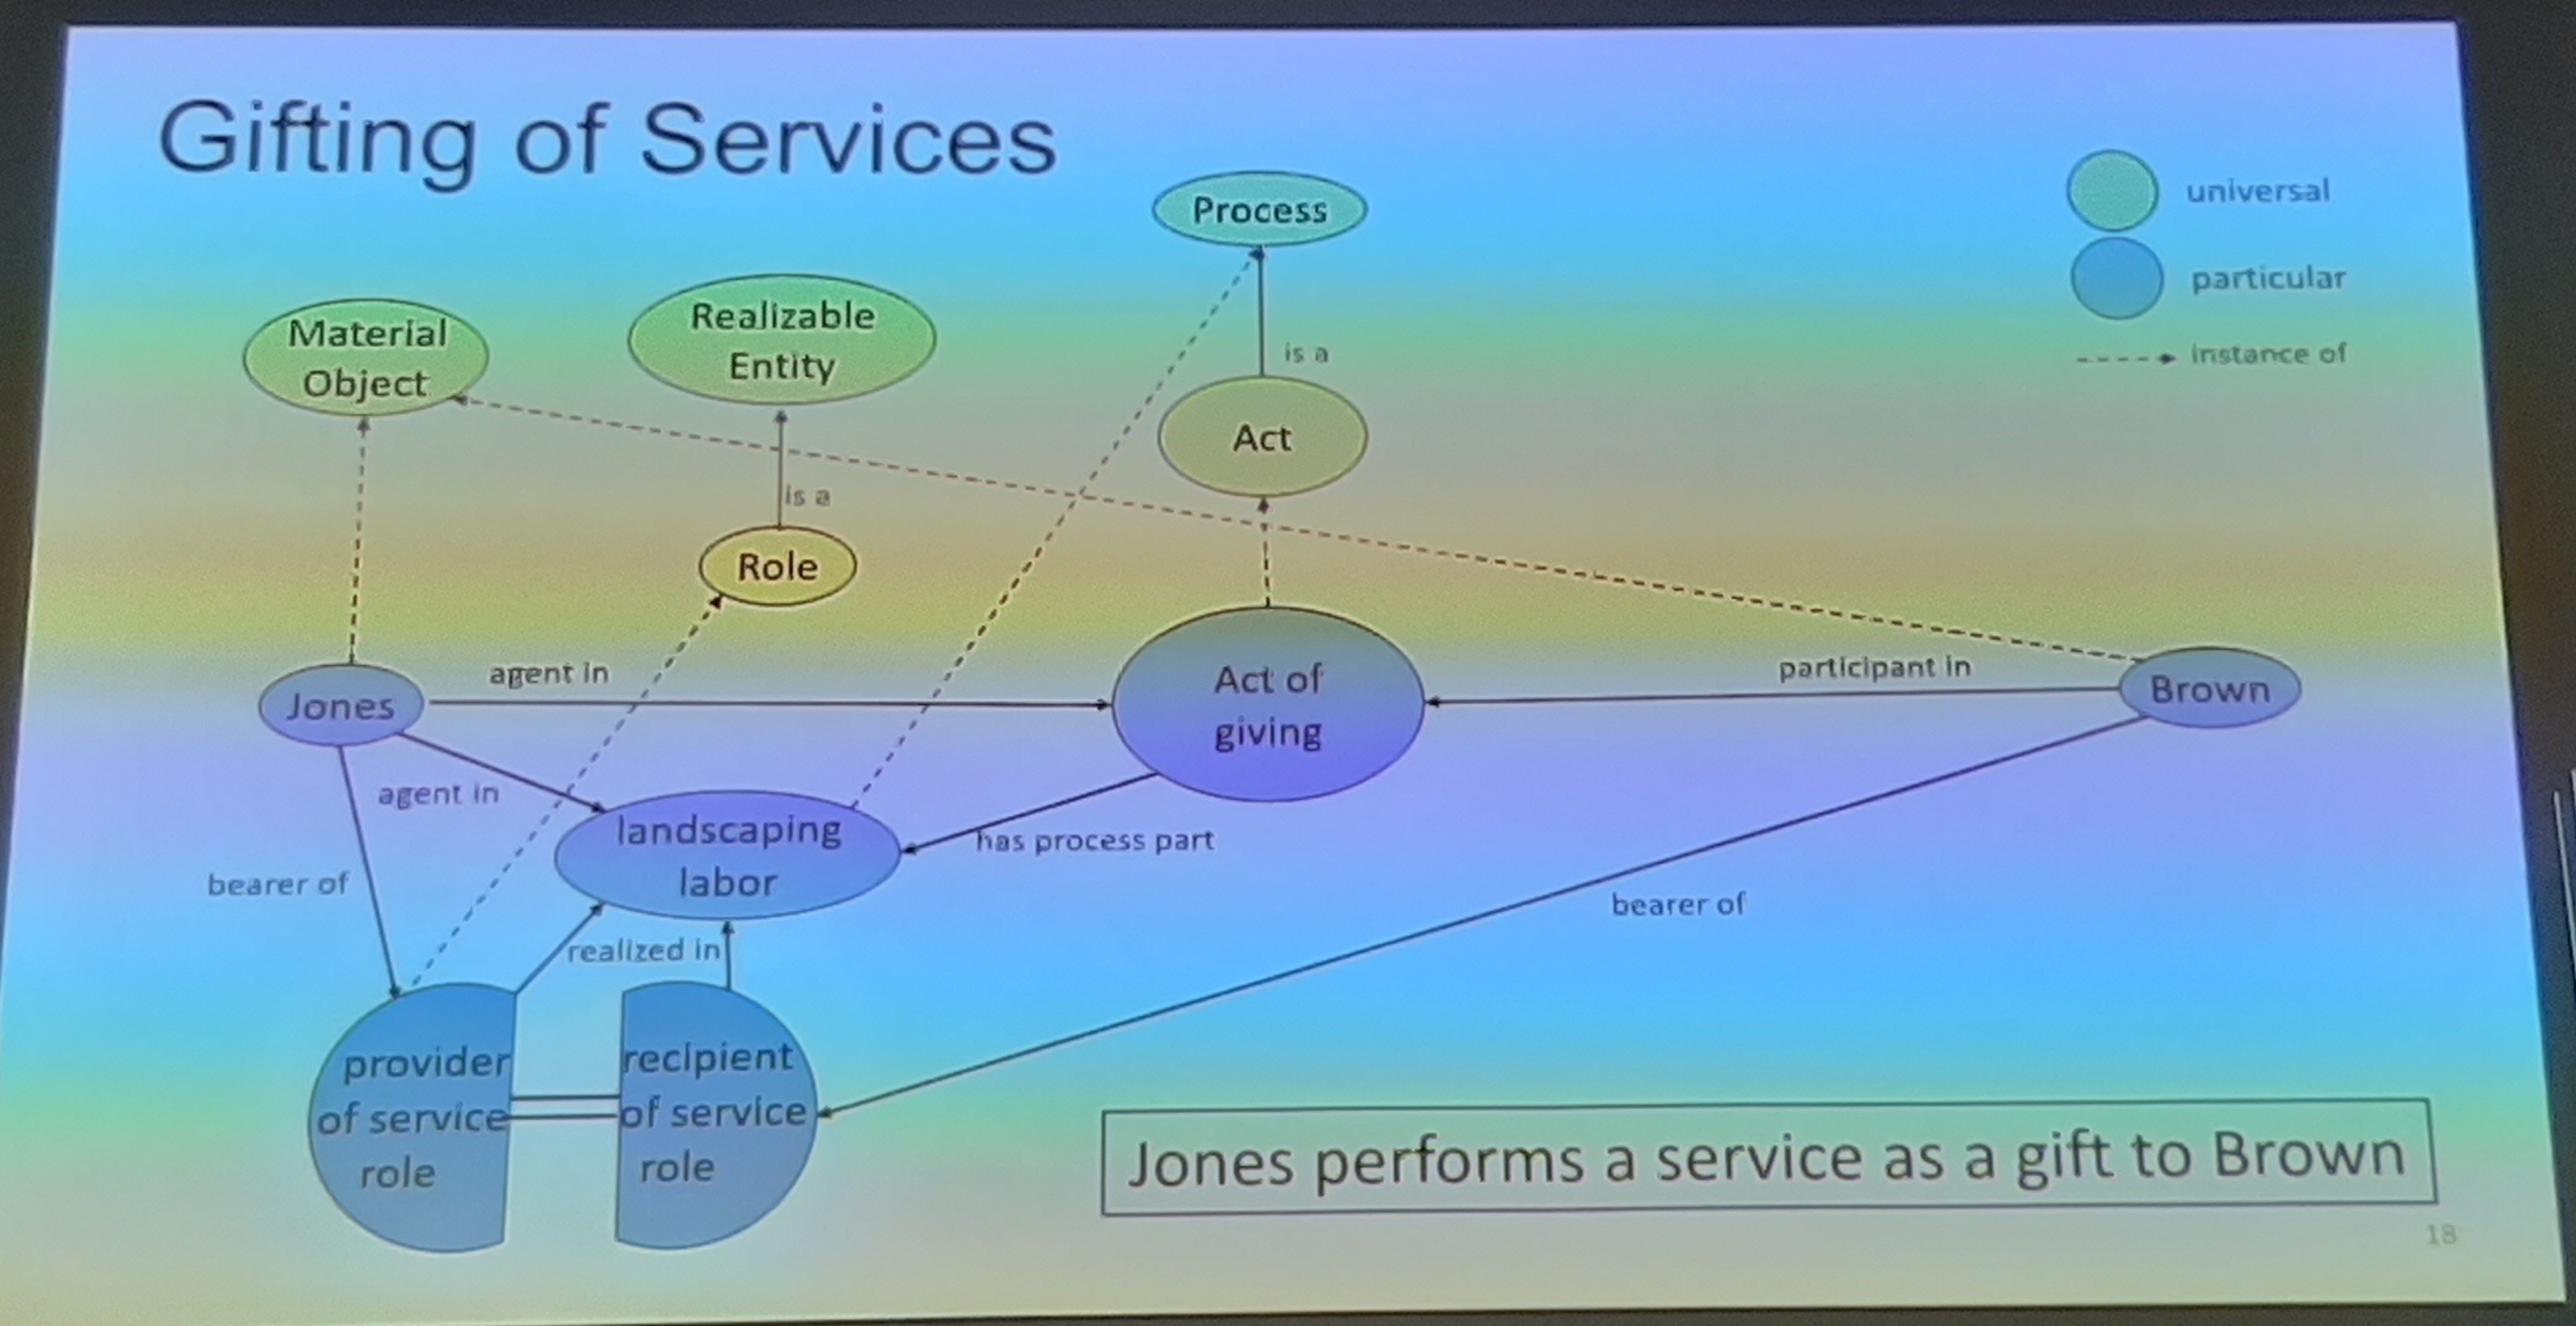 Gifting of Services
Process
universal
particular
instance of
Material
Object
Realizable
Entity
is a
Act
is a
Role
agent in
participant in
Jones
Act of
giving
Brown
agent in
landscaping
labor
has process part
bearer of
bearer of
realized in
provider
of service
role
recipient
of service
role
Jones performs a service as a gift to Brown
18